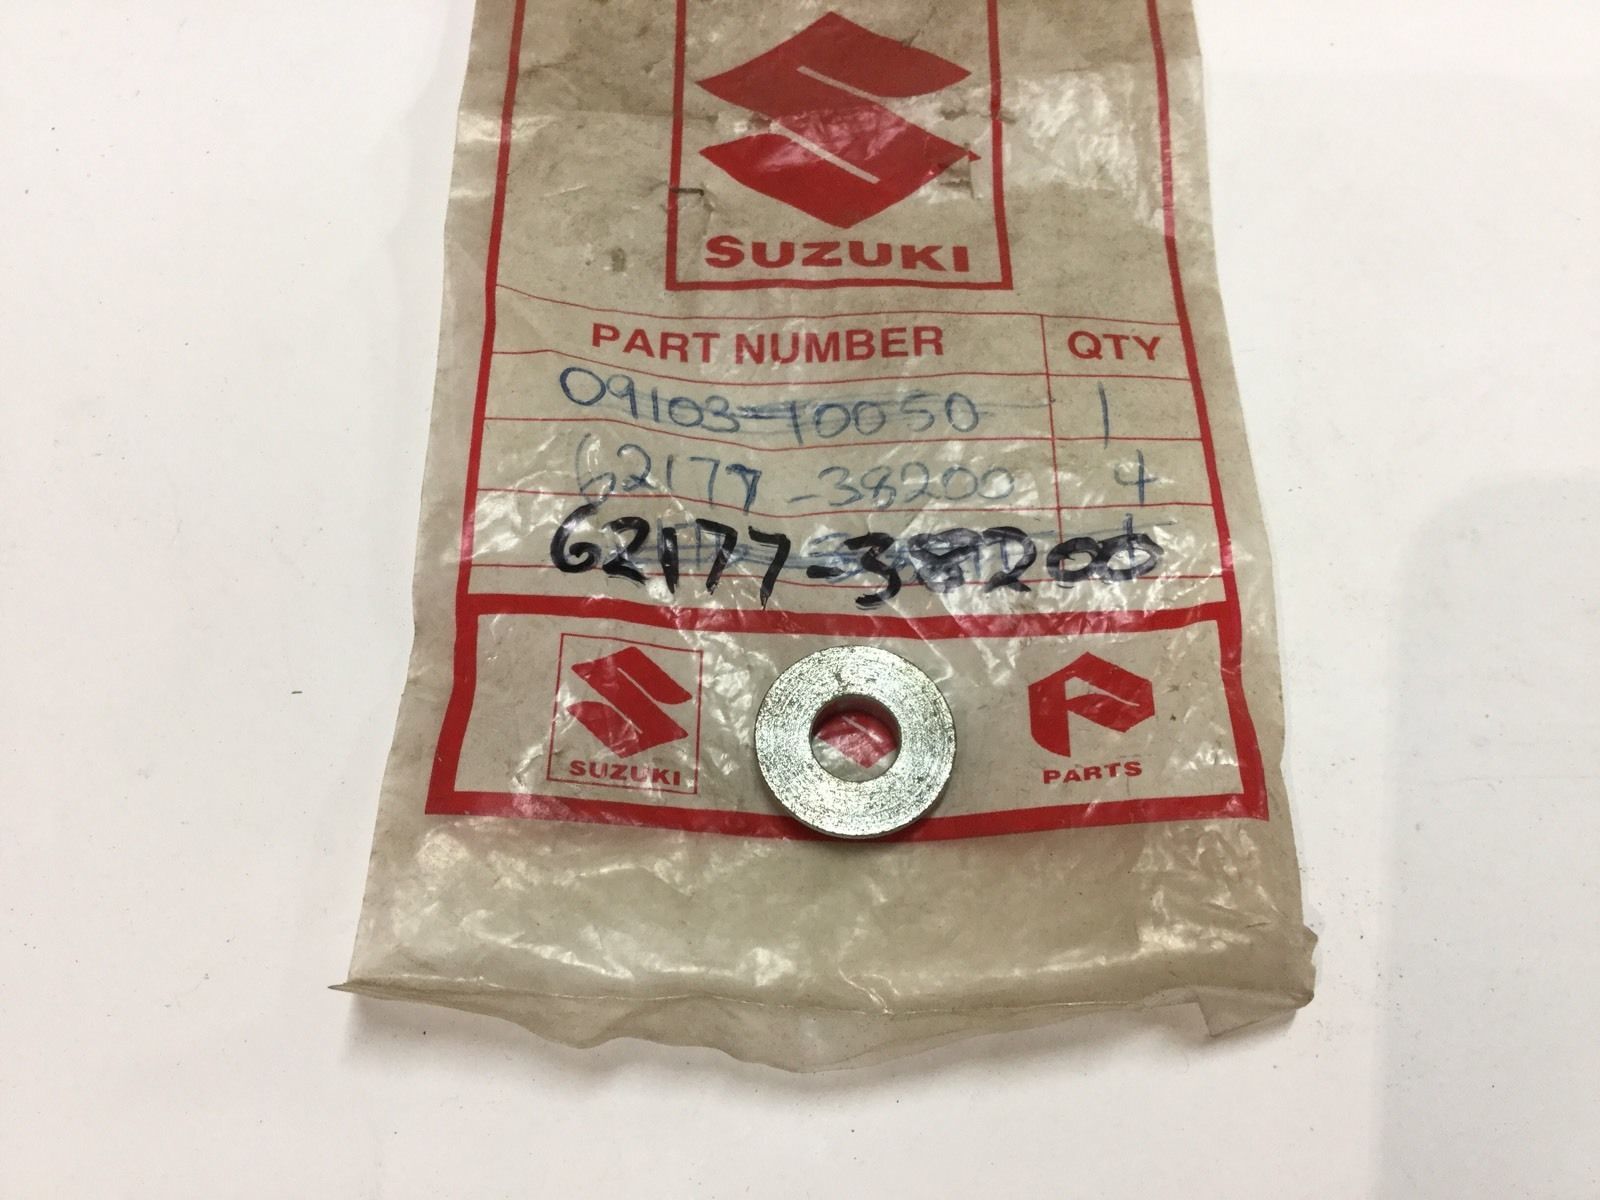 SUZUKI
PART NUMBER QTY
09103-10050 1
62177-38200 4
62177-38200
SUZUKI
PARTS